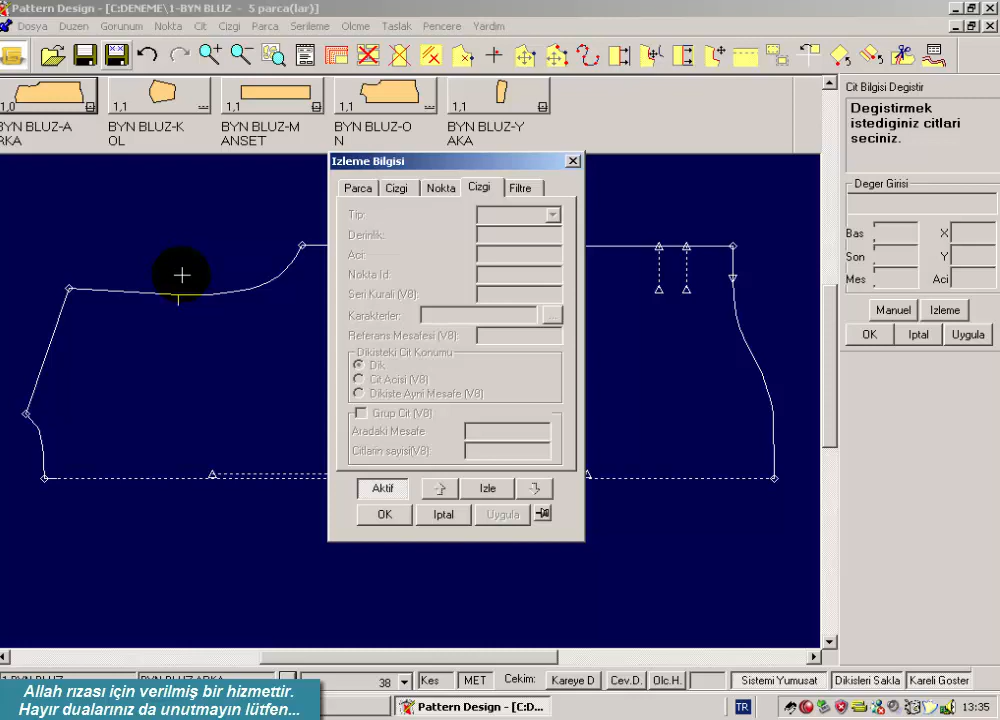 Pattern Design - [C:DENEME\1-BYN BLUZ - 5 parca(lar)]
Dosya Duzen Gorunum Nokta Cit Cizgi Parca Serileme Olcme Taslak Pencere Yardim
1,0
1,1
1,1
1,1
1,1
BYN BLUZ-A
RKA
BYN BLUZ-K
OL
BYN BLUZ-M
ANSET
BYN BLUZ-O
N
BYN BLUZ-Y
AKA
Cit Bilgisi Degistir
Degistirmek
istediginiz citlari
seciniz.
Deger Girisi
Bas X
Son Y
Mes Aci
Manuel Izleme
OK Iptal Uygula
Izleme Bilgisi
Parca Cizgi Nokta Cizgi Filtre
Tip:
Derinlik:
Aci:
Nokta Id:
Seri Kurali (V8):
Karakterler: ...
Referans Mesafesi (V8):
Dikisteki Cit Konumu
Dik
Cit Acisi (V8)
Dikiste Ayni Mesafe (V8)
Grup Cit (V8)
Aradaki Mesafe
Citlarin sayisi(V8):
Aktif Izle
OK Iptal Uygula
38 Kes MET Cekim: Kareye D Cev.D. Olc.H. Sistemi Yumusat Dikisleri Sakla Kareli Goster
Allah rızası için verilmiş bir hizmettir.
Hayır dualarınız da unutmayın lütfen...
Pattern Design - [C:D... TR 13:35